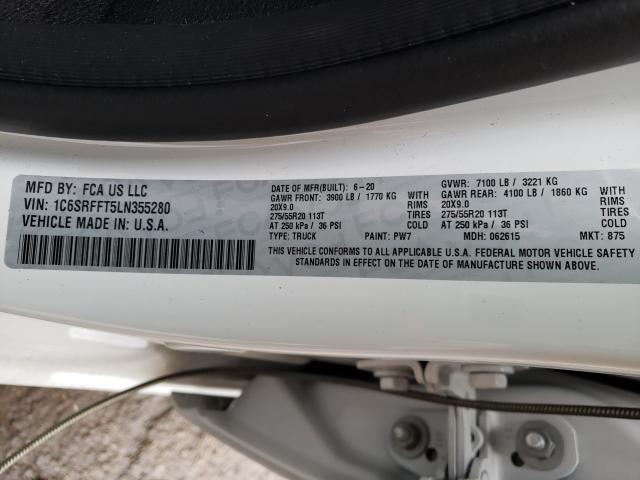 MFD BY: FCA US LLC
VIN: 1C6SRFFT5LN355280
VEHICLE MADE IN: U.S.A.
DATE OF MFR(BUILT): 6-20
GAWR FRONT: 3900 LB / 1770 KG WITH
20X9.0 RIMS
275/55R20 113T TIRES
AT 250 kPa / 36 PSI COLD
TYPE: TRUCK PAINT: PW7
GVWR: 7100 LB / 3221 KG
GAWR REAR: 4100 LB / 1860 KG WITH
20X9.0 RIMS
275/55R20 113T TIRES
AT 250 kPa / 36 PSI COLD
MDH: 062615 MKT: 875
THIS VEHICLE CONFORMS TO ALL APPLICABLE U.S.A. FEDERAL MOTOR VEHICLE SAFETY
STANDARDS IN EFFECT ON THE DATE OF MANUFACTURE SHOWN ABOVE.